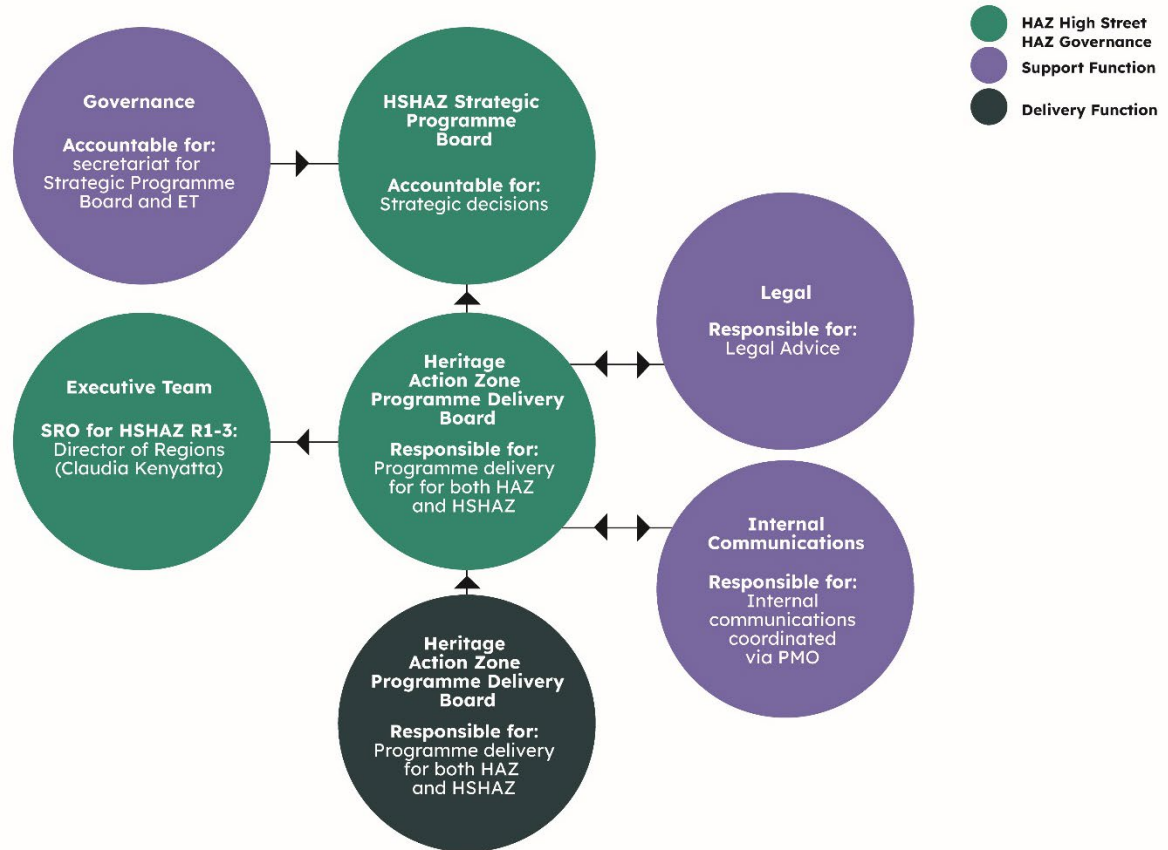 HAZ High Street
HAZ Governance
Support Function
Delivery Function
Governance
Accountable for:
secretariat for
Strategic Programme
Board and ET
HSHAZ Strategic
Programme
Board
Accountable for:
Strategic decisions
Legal
Responsible for:
Legal Advice
Executive Team
SRO for HSHAZ R1-3:
Director of Regions
(Claudia Kenyatta)
Heritage
Action Zone
Programme Delivery
Board
Responsible for:
Programme delivery
for for both HAZ
and HSHAZ
Internal
Communications
Responsible for:
Internal
communications
coordinated
via PMO
Heritage
Action Zone
Programme Delivery
Board
Responsible for:
Programme delivery
for both HAZ
and HSHAZ